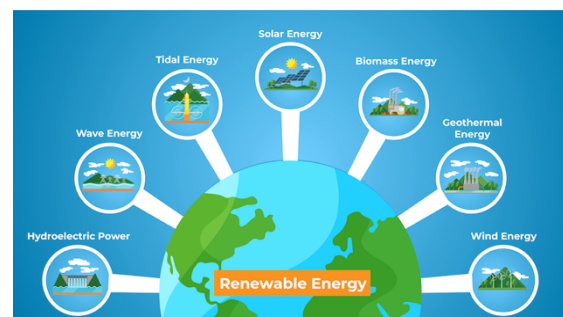 Solar Energy
Tidal Energy
Biomass Energy
Wave Energy
Geothermal
Energy
Hydroelectric Power
Wind Energy
Renewable Energy